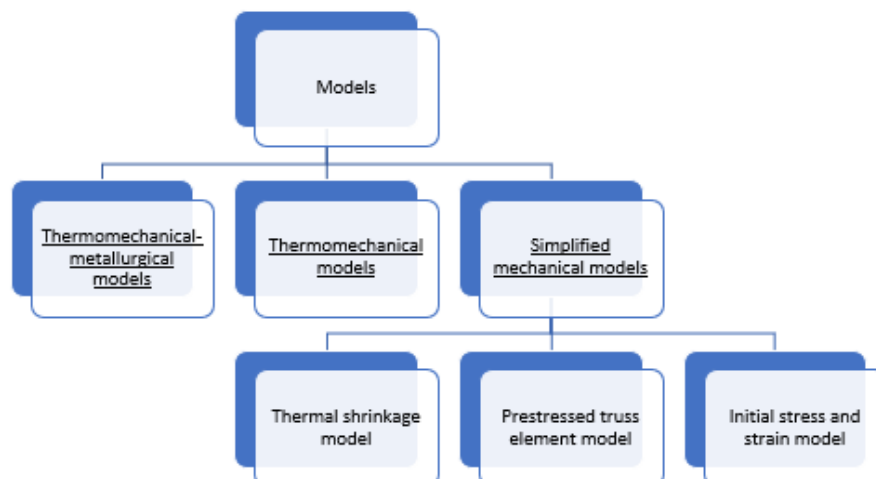 Models
Thermomechanical-
metallurgical
models
Thermomechanical
models
Simplified
mechanical models
Thermal shrinkage
model
Prestressed truss
element model
Initial stress and
strain model